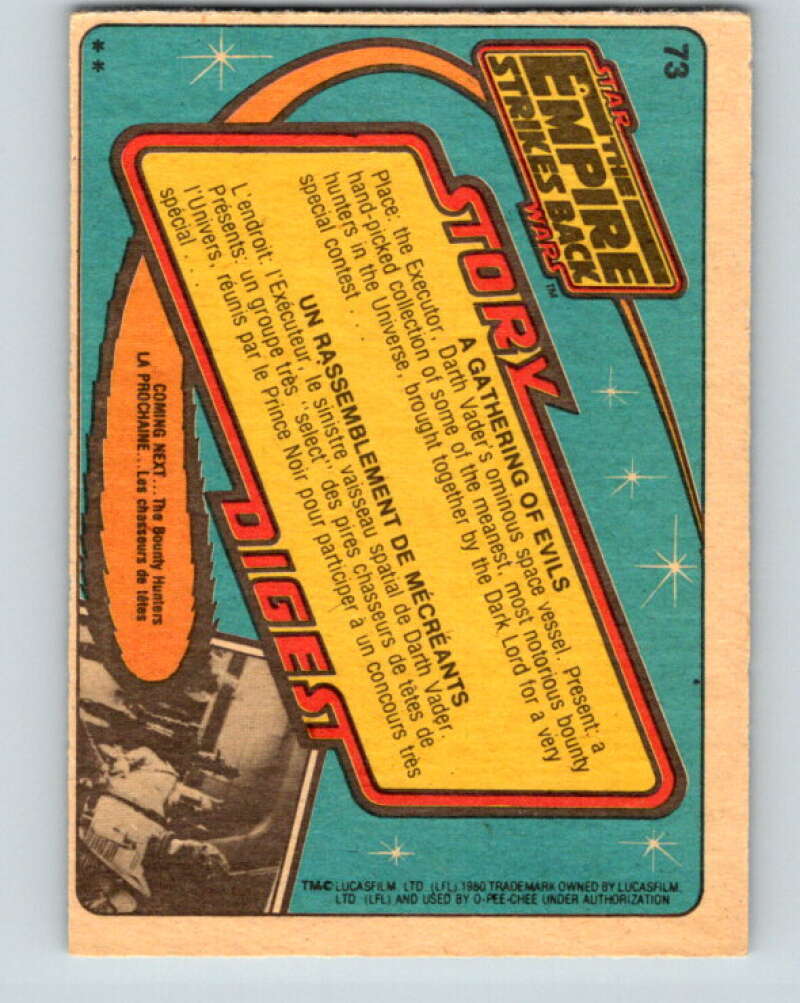 73
STAR
THE
EMPIRE
STRIKES BACK
WARS ™
STORY
A GATHERING OF EVILS
Place: the Executor, Darth Vader's ominous space vessel. Present: a
hand-picked collection of some of the meanest, most notorious bounty
hunters in the Universe, brought together by the Dark Lord for a very
special contest . . .
UN RASSEMBLEMENT DE MÉCRÉANTS
L'endroit: l'Exécuteur, le sinistre vaisseau spatial de Darth Vader.
Présents: un groupe très "select" des pires chasseurs de têtes de
l'Univers, réunis par le Prince Noir pour participer à un concours très
spécial . . .
DIGEST
COMING NEXT... The Bounty Hunters
LA PROCHAINE... Les chasseurs de têtes
**
TM© LUCASFILM, LTD. (LFL) 1980 TRADEMARK OWNED BY LUCASFILM,
LTD. (LFL) AND USED BY O-PEE-CHEE UNDER AUTHORIZATION